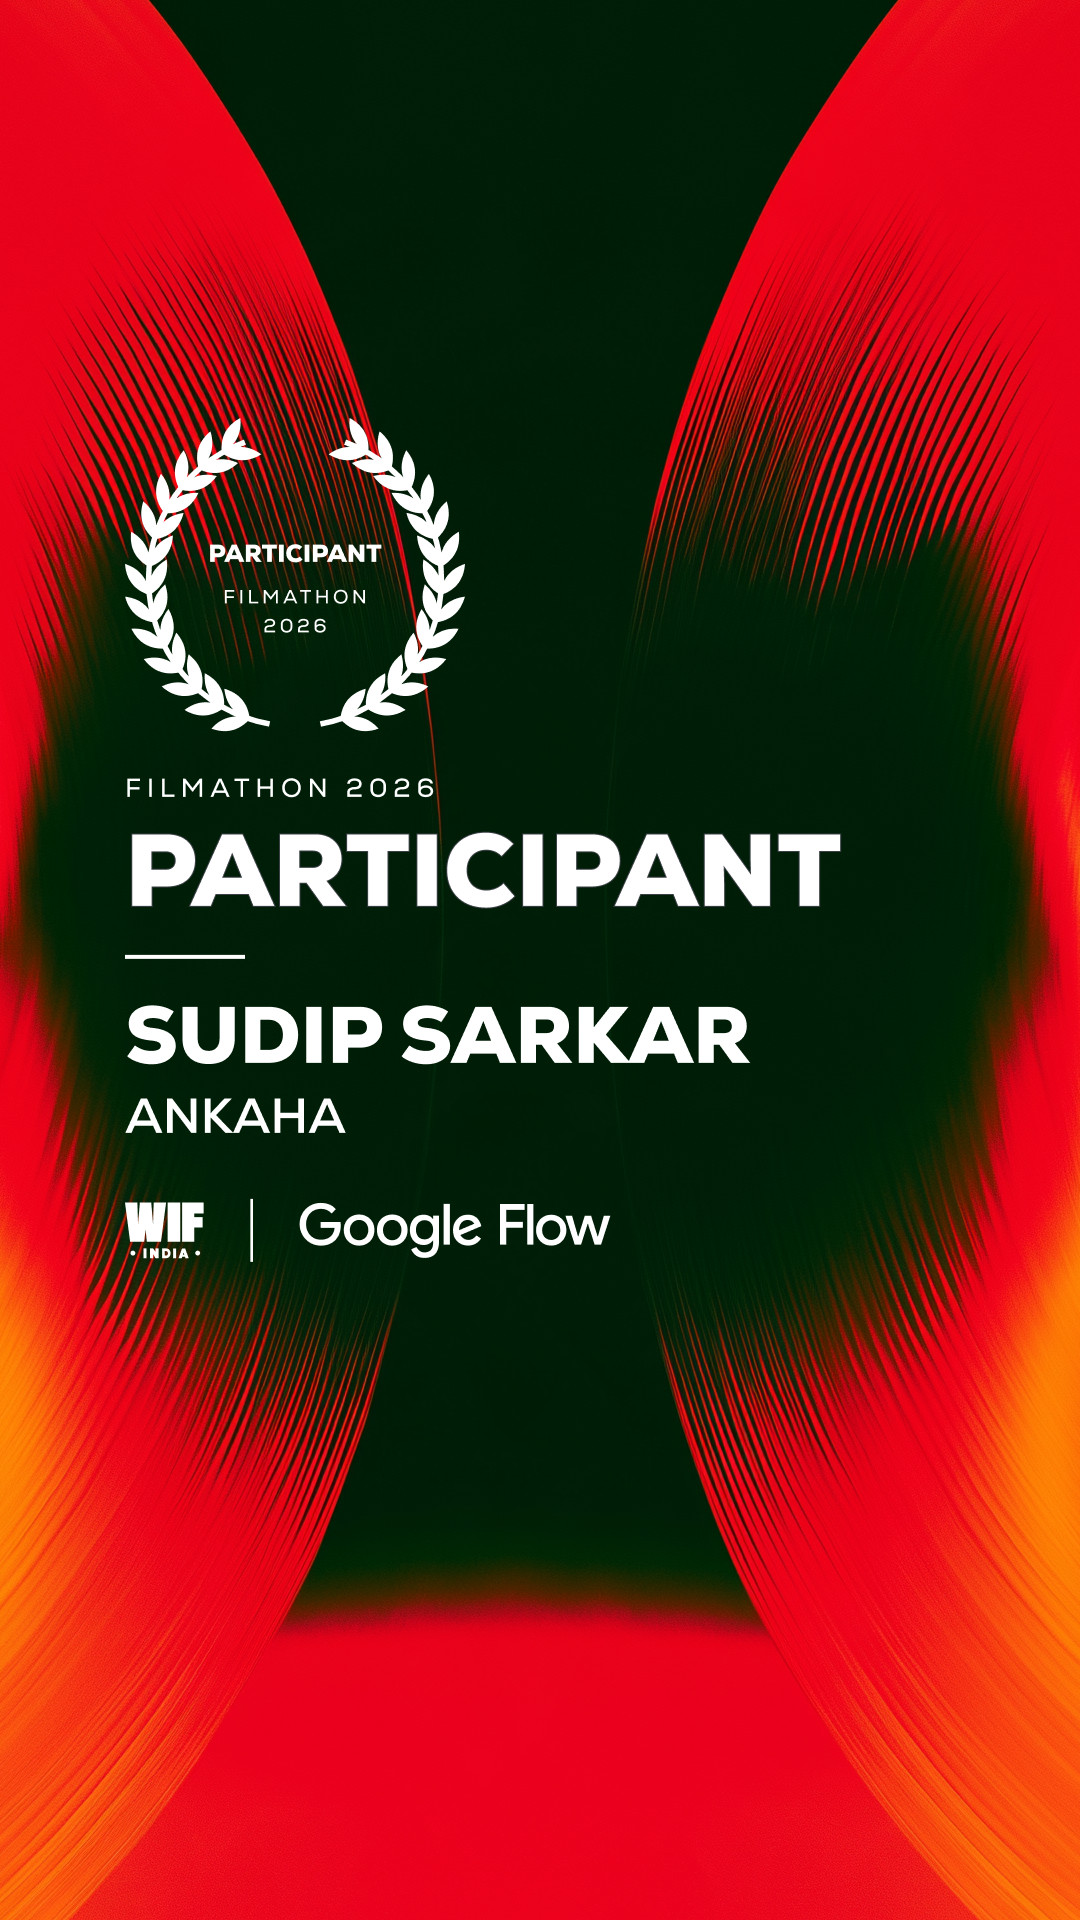 PARTICIPANT
FILMATHON
2026
FILMATHON 2026
PARTICIPANT
SUDIP SARKAR
ANKAHA
WIF
• INDIA •
Google Flow